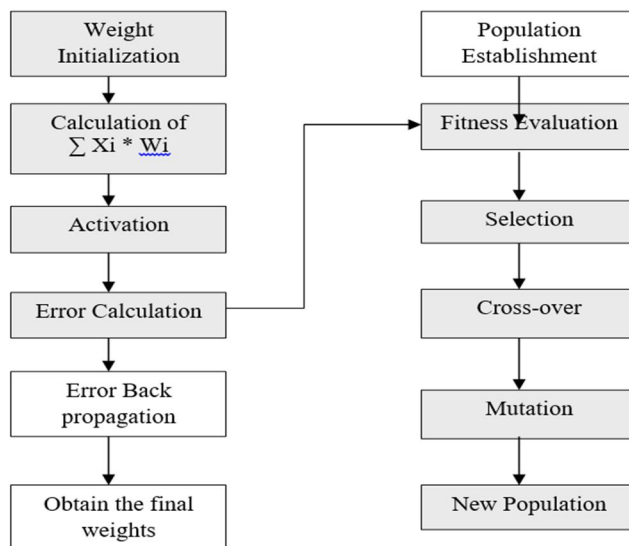 Weight
Initialization
Calculation of
∑ Xi * Wi
Activation
Error Calculation
Error Back
propagation
Obtain the final
weights
Population
Establishment
Fitness Evaluation
Selection
Cross-over
Mutation
New Population